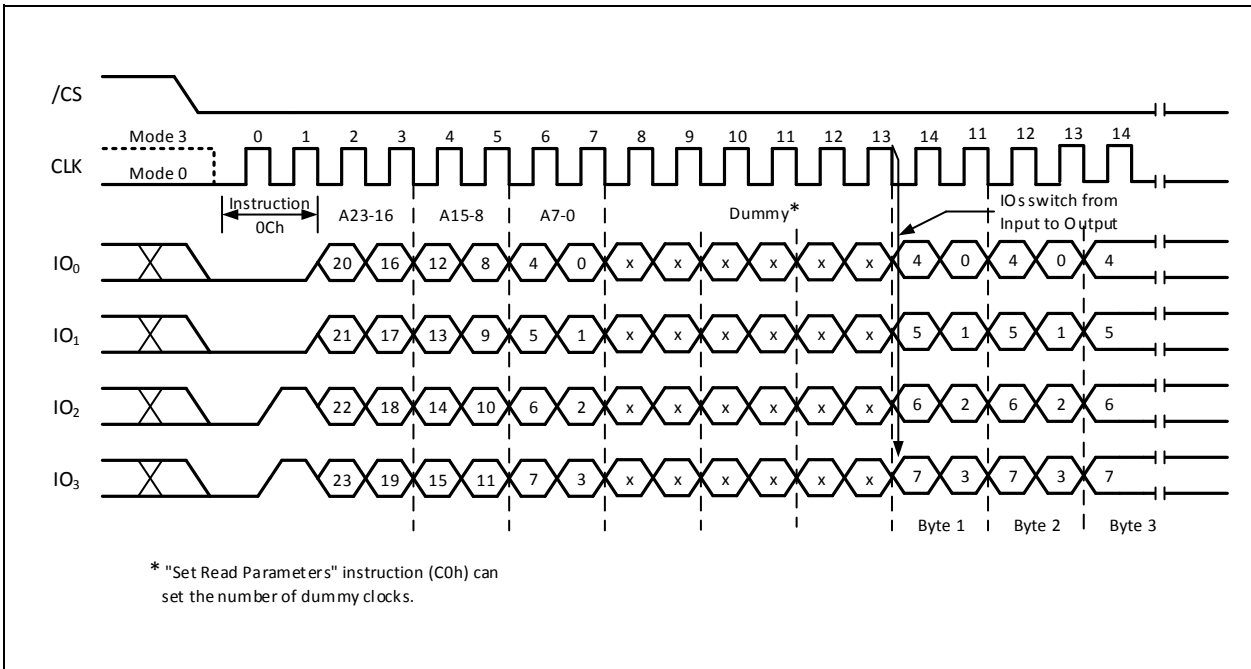 /CS
Mode 3 0 1 2 3 4 5 6 7 8 9 10 11 12 13 14 11 12 13 14
CLK
Mode 0
Instruction A23-16 A15-8 A7-0 Dummy* IOs switch from
0Ch Input to Output
IO₀ 20 16 12 8 4 0 x x x x x x 4 0 4 0 4
IO₁ 21 17 13 9 5 1 x x x x x x 5 1 5 1 5
IO₂ 22 18 14 10 6 2 x x x x x x 6 2 6 2 6
IO₃ 23 19 15 11 7 3 x x x x x x 7 3 7 3 7
Byte 1 Byte 2 Byte 3
* "Set Read Parameters" instruction (C0h) can
set the number of dummy clocks.